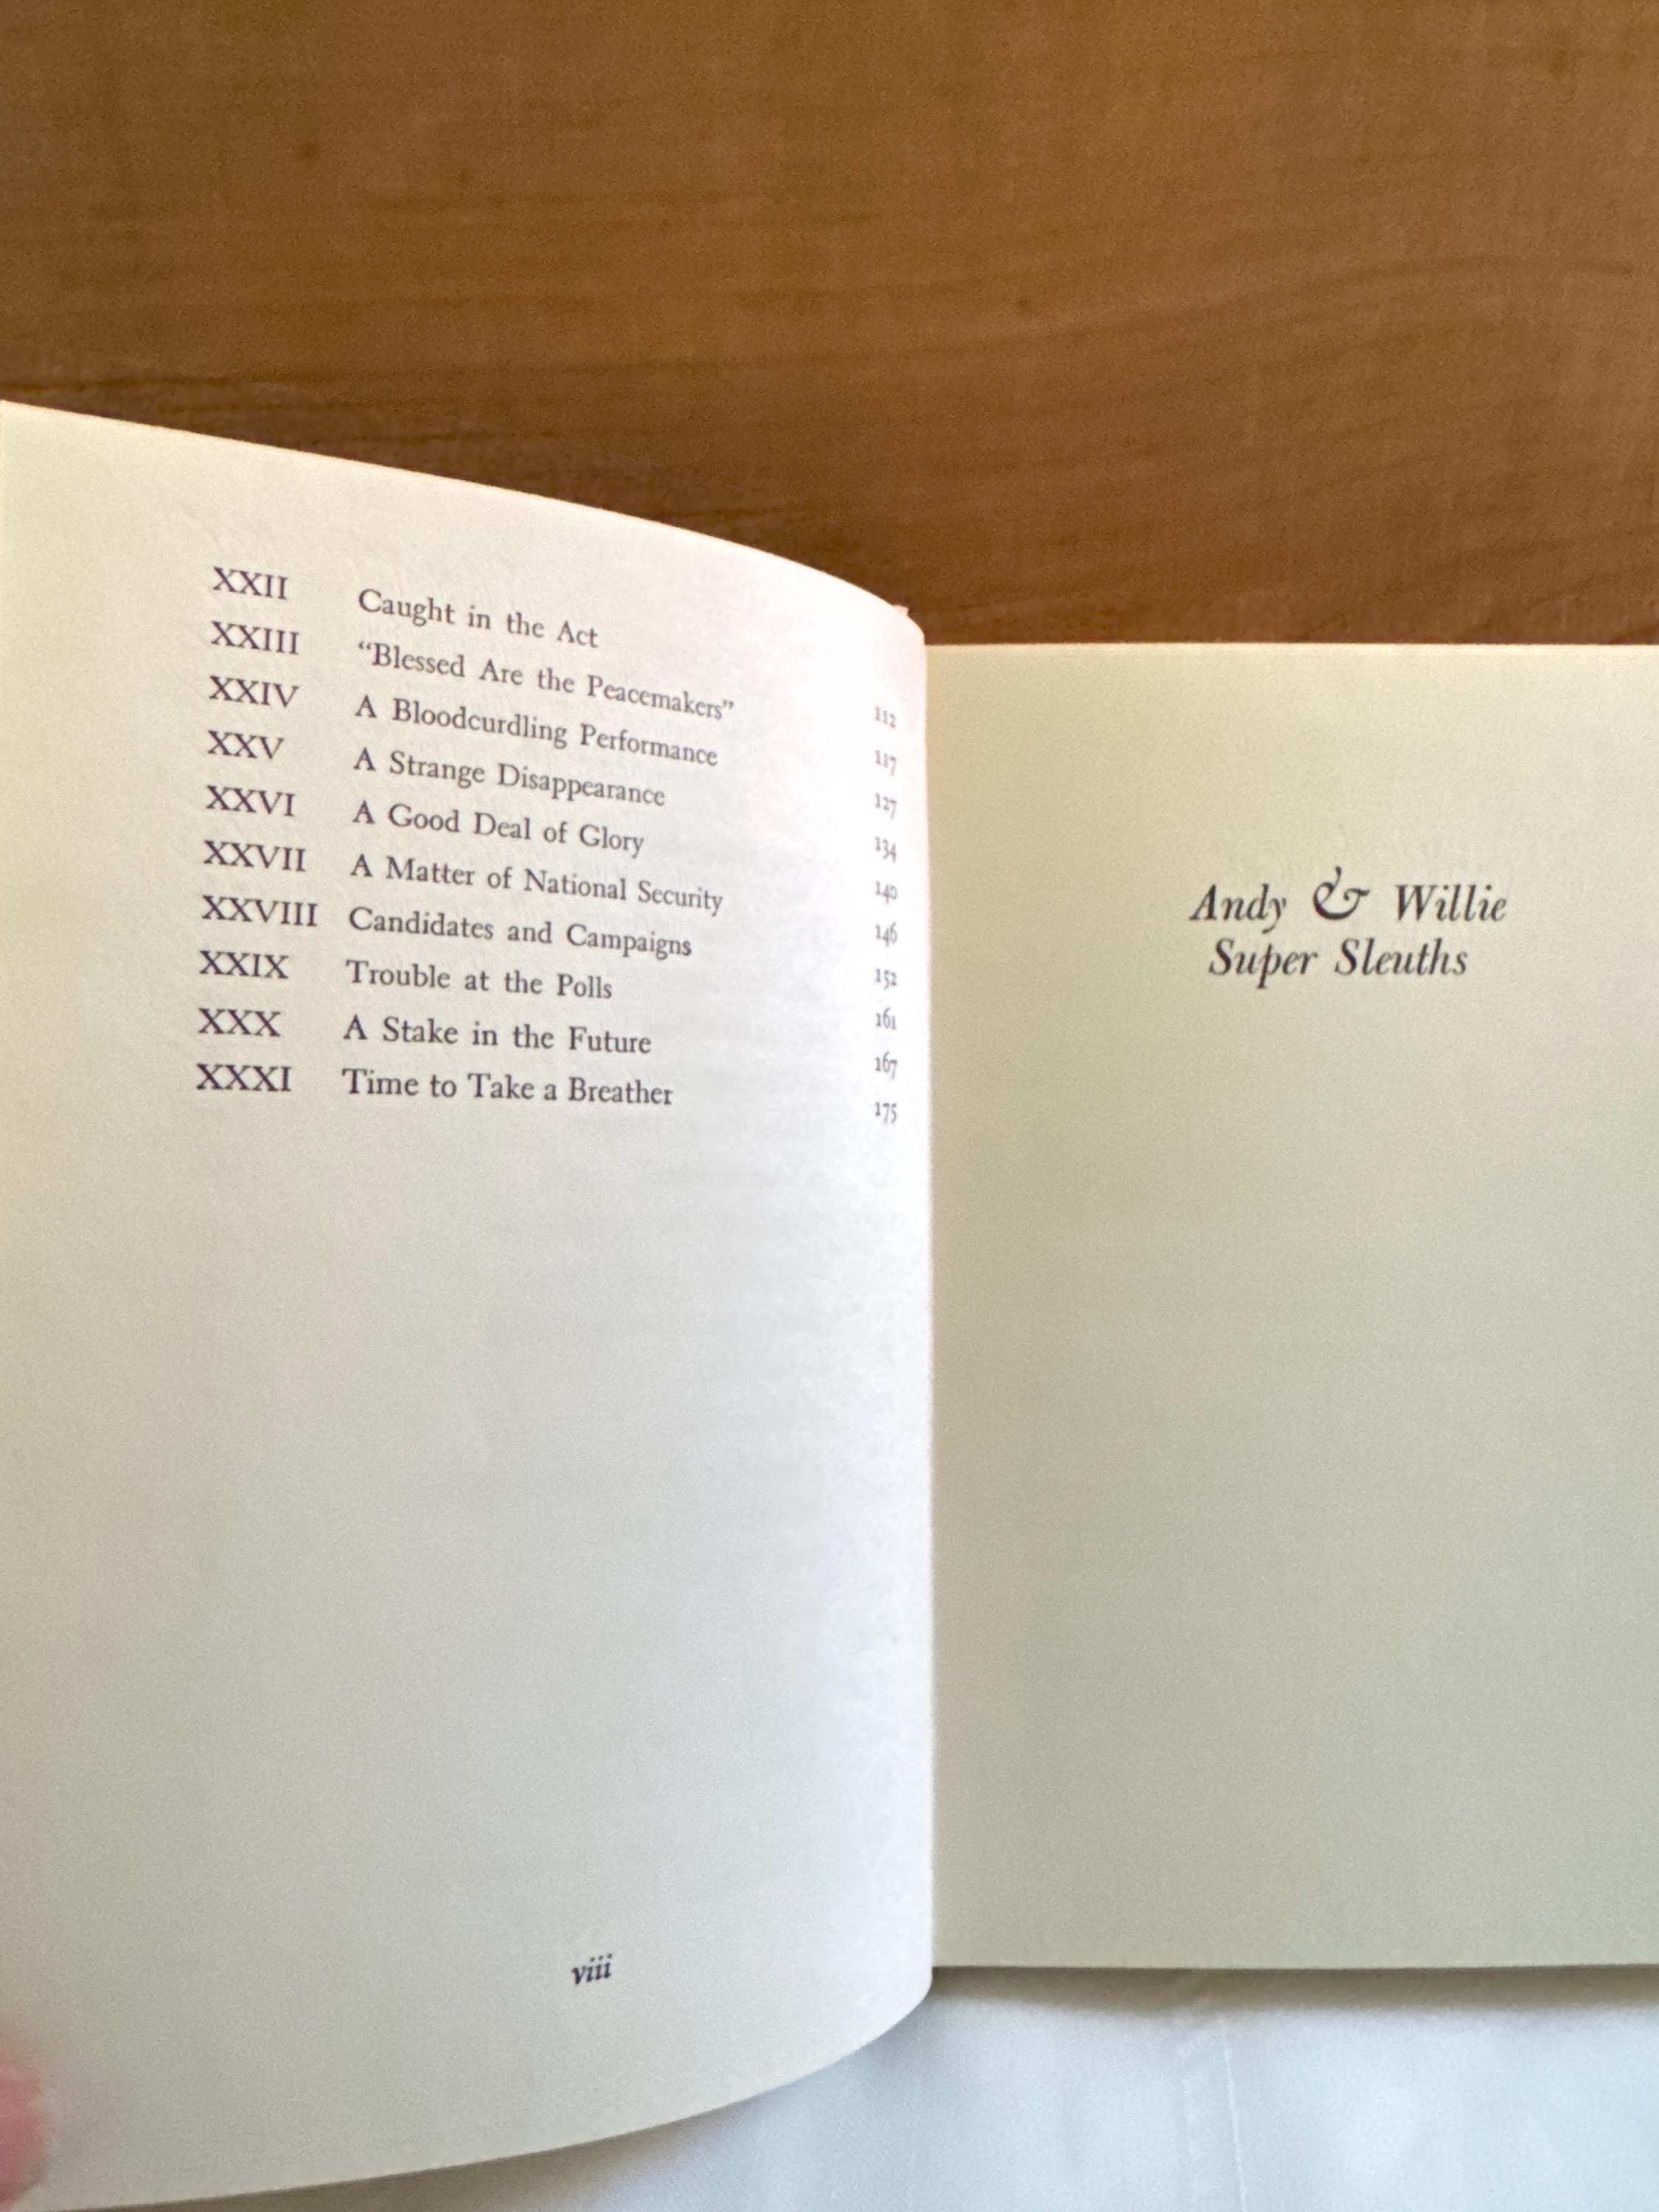 XXII Caught in the Act 112
XXIII “Blessed Are the Peacemakers” 117
XXIV A Bloodcurdling Performance 127
XXV A Strange Disappearance 134
XXVI A Good Deal of Glory 140
XXVII A Matter of National Security 146
XXVIII Candidates and Campaigns 152
XXIX Trouble at the Polls 161
XXX A Stake in the Future 167
XXXI Time to Take a Breather 175
viii
Andy & Willie
Super Sleuths